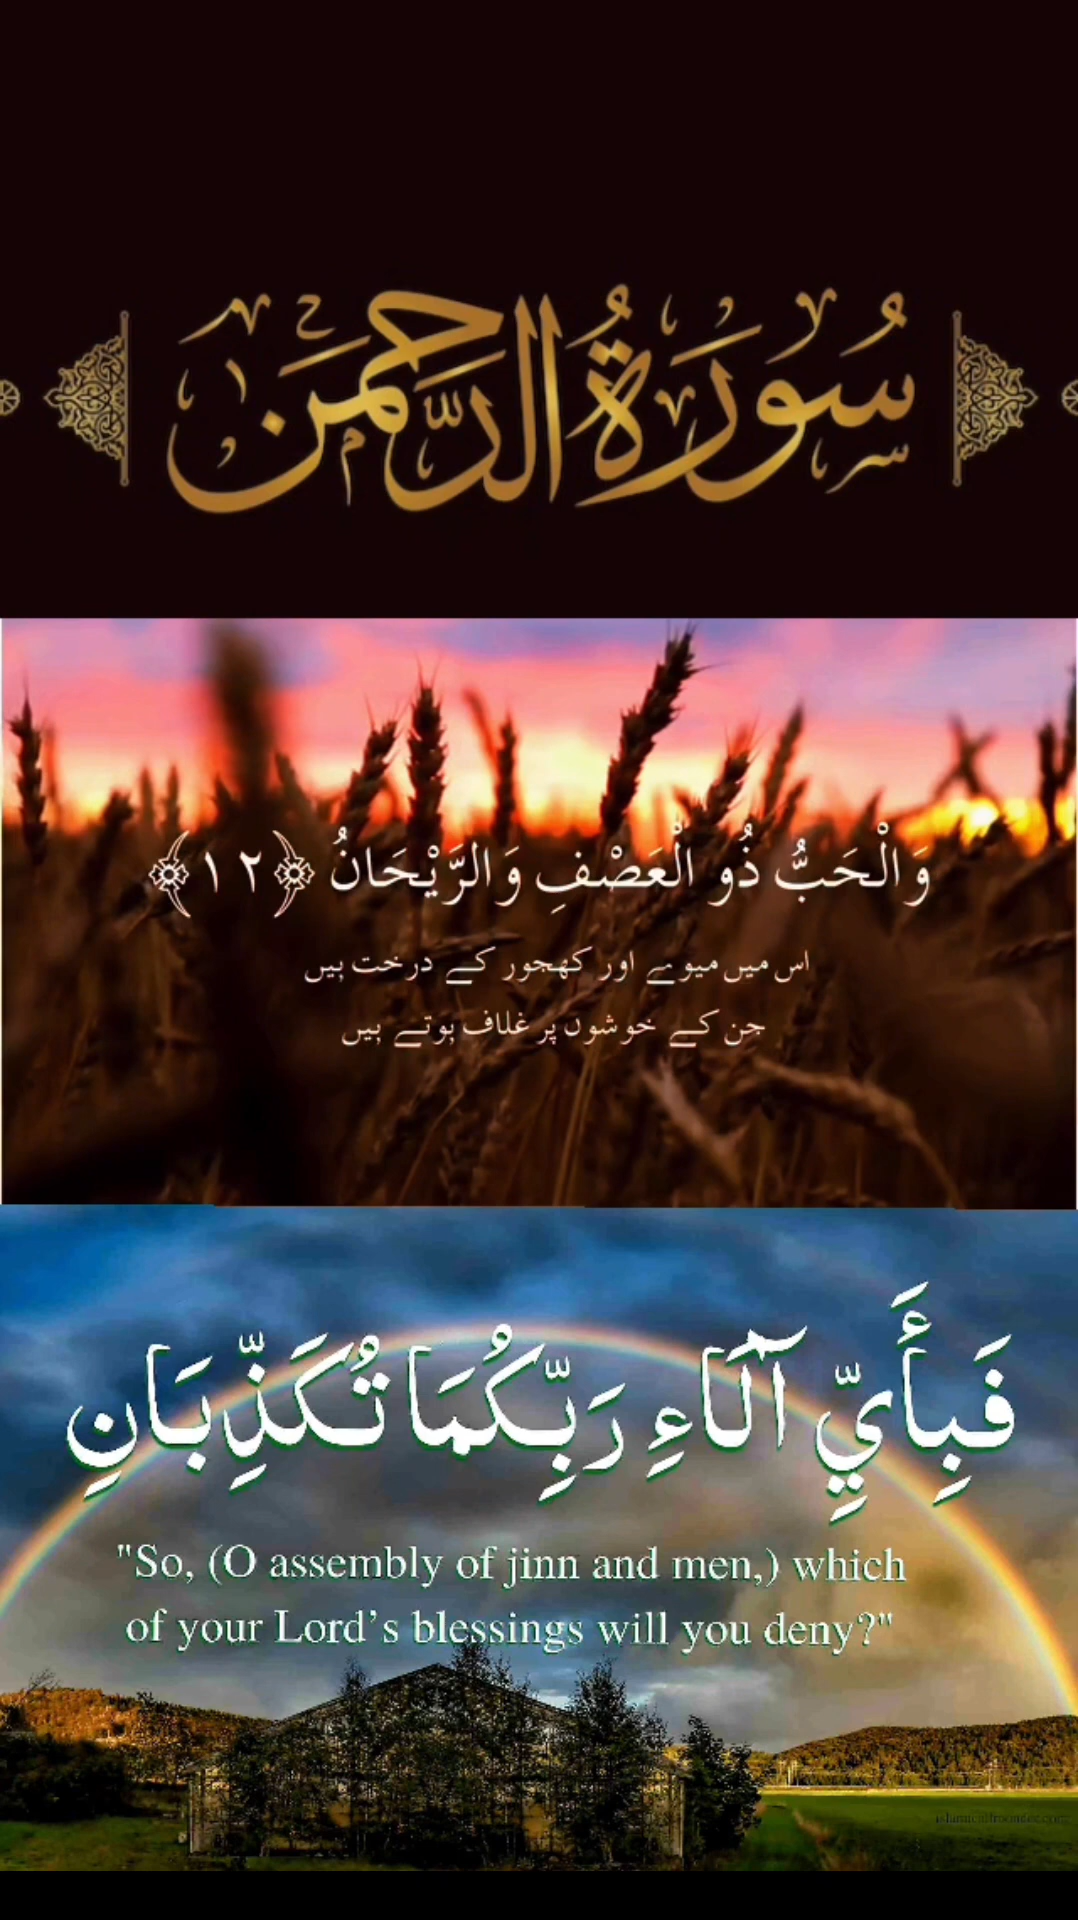 سُورَةُ الرَّحْمَن
وَالْحَبُّ ذُو الْعَصْفِ وَالرَّيْحَانُ ﴿١٢﴾
اس میں میوے اور کھجور کے درخت ہیں
جن کے خوشوں پر غلاف ہوتے ہیں
فَبِأَيِّ آلَاءِ رَبِّكُمَا تُكَذِّبَانِ
"So, (O assembly of jinn and men,) which
of your Lord’s blessings will you deny?"